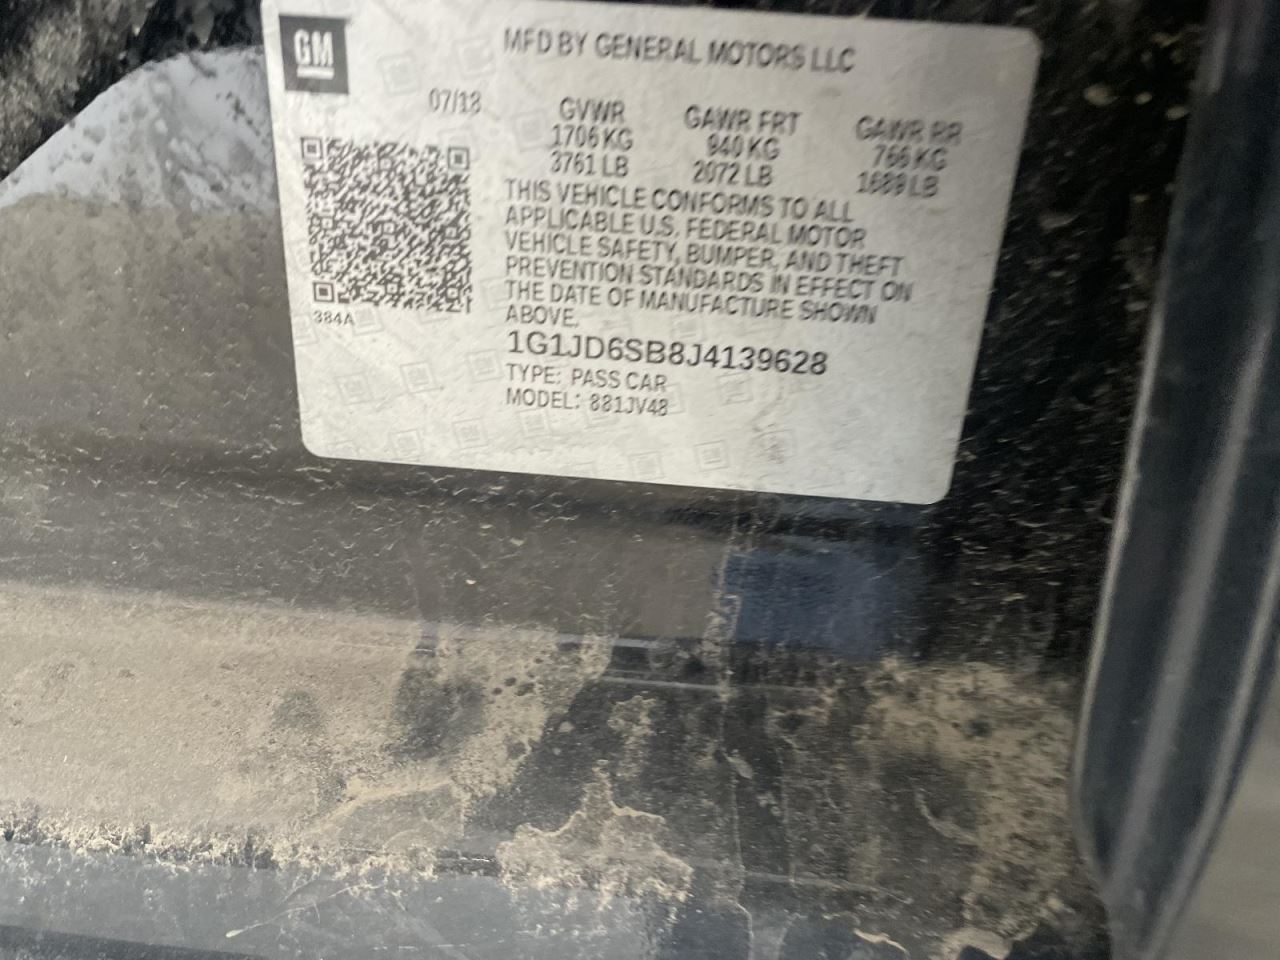 GM
MFD BY GENERAL MOTORS LLC
07/18
GVWR GAWR FRT GAWR RR
1706 KG 940 KG 766 KG
3761 LB 2072 LB 1689 LB
THIS VEHICLE CONFORMS TO ALL
APPLICABLE U.S. FEDERAL MOTOR
VEHICLE SAFETY, BUMPER, AND THEFT
PREVENTION STANDARDS IN EFFECT ON
THE DATE OF MANUFACTURE SHOWN
ABOVE.
384A
1G1JD6SB8J4139628
TYPE: PASS CAR
MODEL: 881JV48